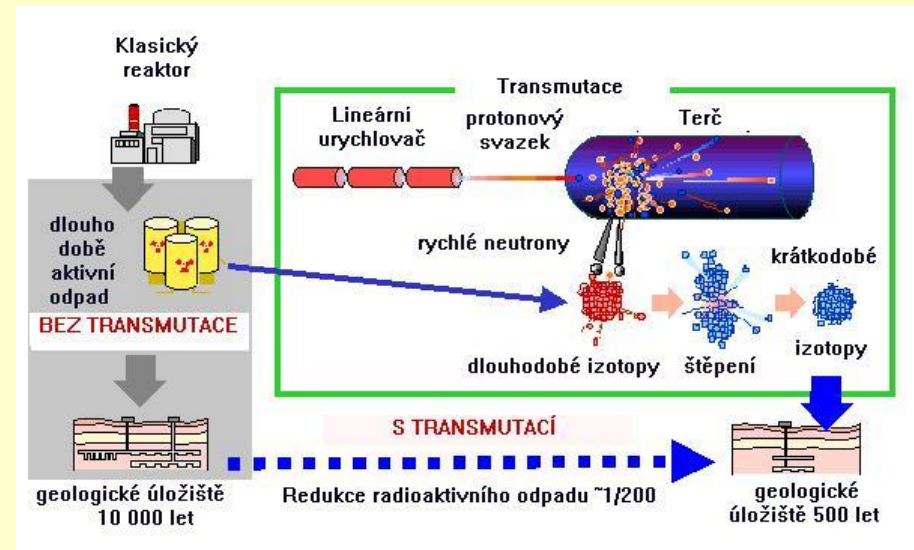 Klasický
reaktor
dlouho
době
aktivní
odpad
BEZ TRANSMUTACE
geologické úložiště
10 000 let
Transmutace
Lineární
urychlovač
protonový
svazek
Terč
rychlé neutrony
dlouhodobé izotopy
štěpení
krátkodobé
izotopy
S TRANSMUTACÍ
Redukce radioaktivního odpadu ~1/200
geologické
úložiště 500 let